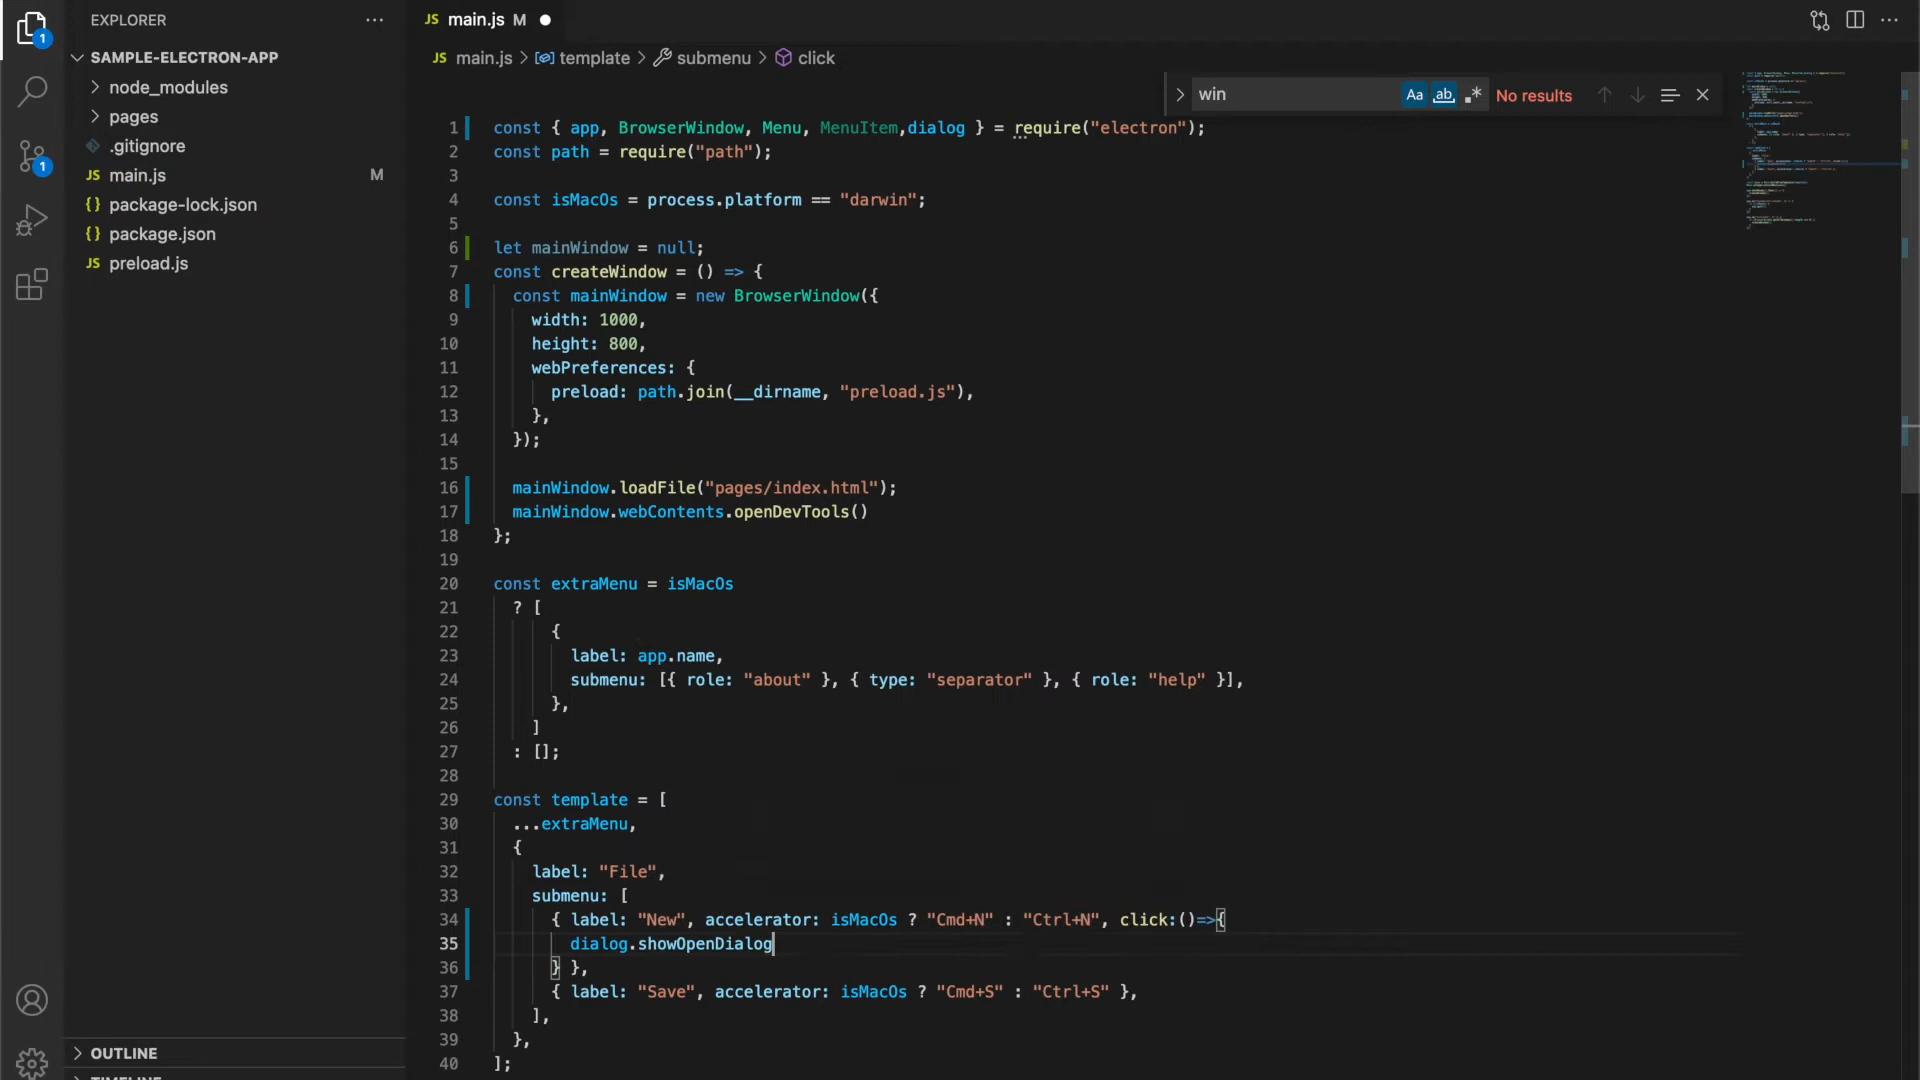 EXPLORER
SAMPLE-ELECTRON-APP
node_modules
pages
.gitignore
JS main.js M
{} package-lock.json
{} package.json
JS preload.js
OUTLINE
1
1
JS main.js M
JS main.js > template > submenu > click
win Aa ab .* No results
1 const { app, BrowserWindow, Menu, MenuItem,dialog } = require("electron");
2 const path = require("path");
3
4 const isMacOs = process.platform == "darwin";
5
6 let mainWindow = null;
7 const createWindow = () => {
8 const mainWindow = new BrowserWindow({
9 width: 1000,
10 height: 800,
11 webPreferences: {
12 preload: path.join(__dirname, "preload.js"),
13 },
14 });
15
16 mainWindow.loadFile("pages/index.html");
17 mainWindow.webContents.openDevTools()
18 };
19
20 const extraMenu = isMacOs
21 ? [
22 {
23 label: app.name,
24 submenu: [{ role: "about" }, { type: "separator" }, { role: "help" }],
25 },
26 ]
27 : [];
28
29 const template = [
30 ...extraMenu,
31 {
32 label: "File",
33 submenu: [
34 { label: "New", accelerator: isMacOs ? "Cmd+N" : "Ctrl+N", click:()=>{
35 dialog.showOpenDialog
36 } },
37 { label: "Save", accelerator: isMacOs ? "Cmd+S" : "Ctrl+S" },
38 ],
39 },
40 ];